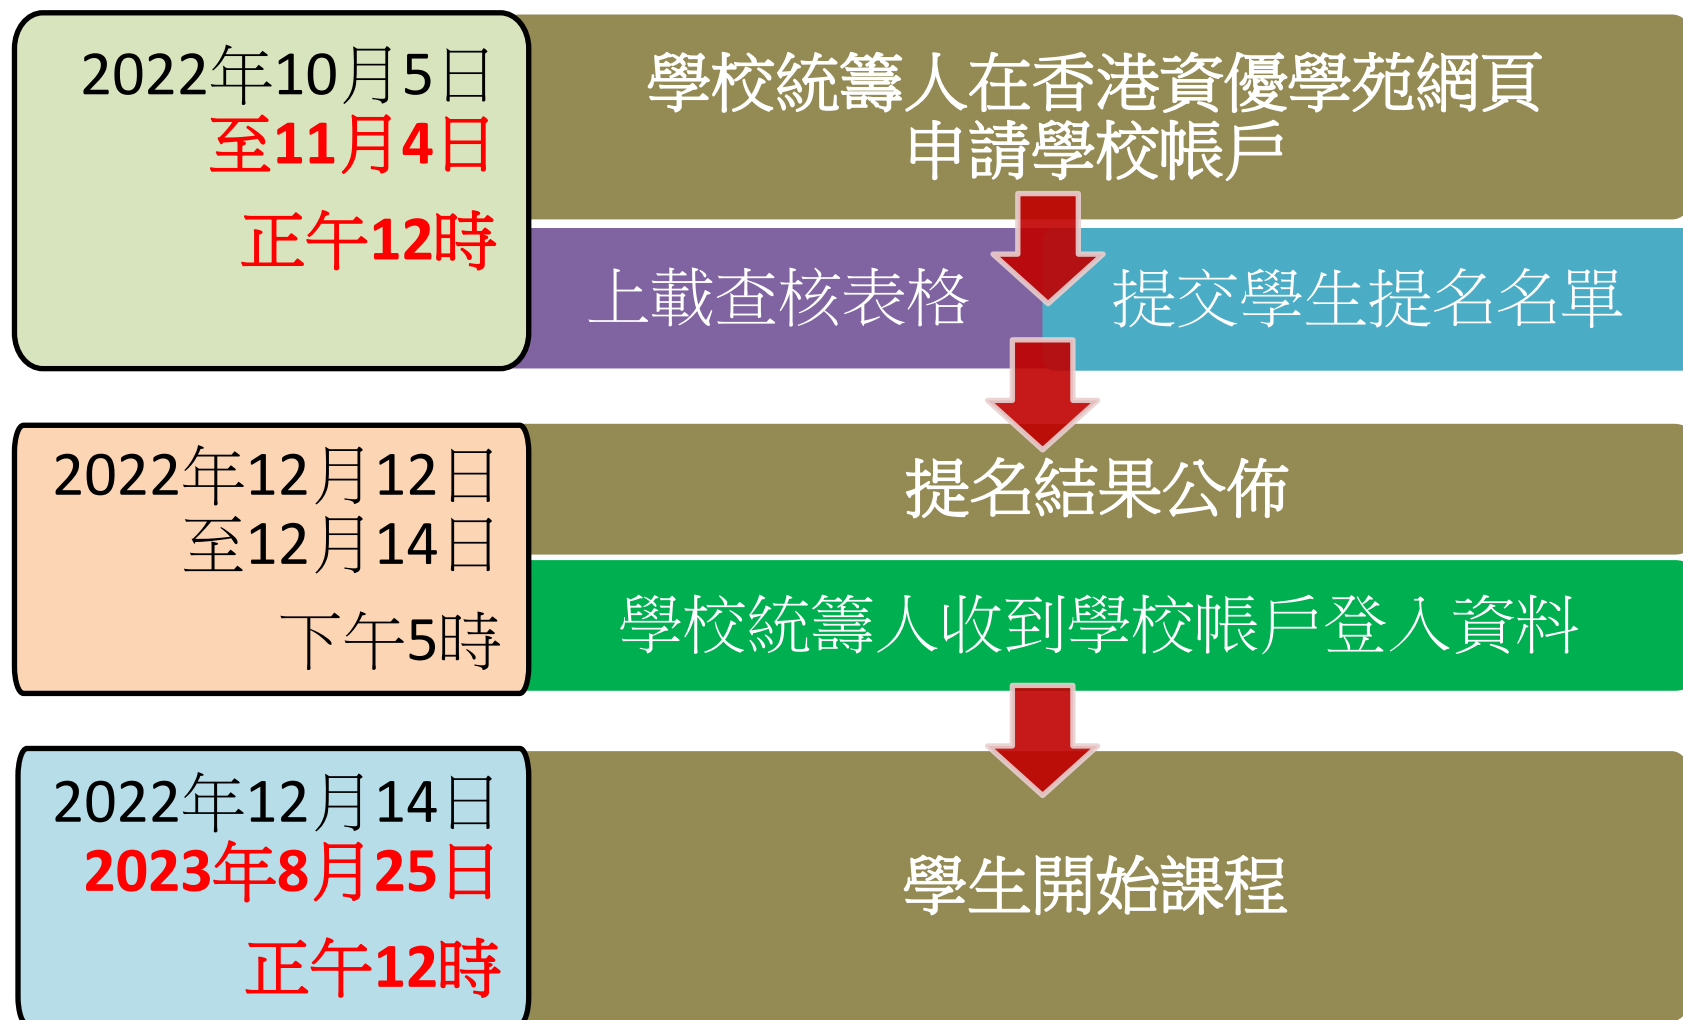 2022年10月5日
至11月4日
正午12時
學校統籌人在香港資優學苑網頁
申請學校帳戶
上載查核表格
提交學生提名名單
2022年12月12日
至12月14日
下午5時
提名結果公佈
學校統籌人收到學校帳戶登入資料
2022年12月14日
2023年8月25日
正午12時
學生開始課程